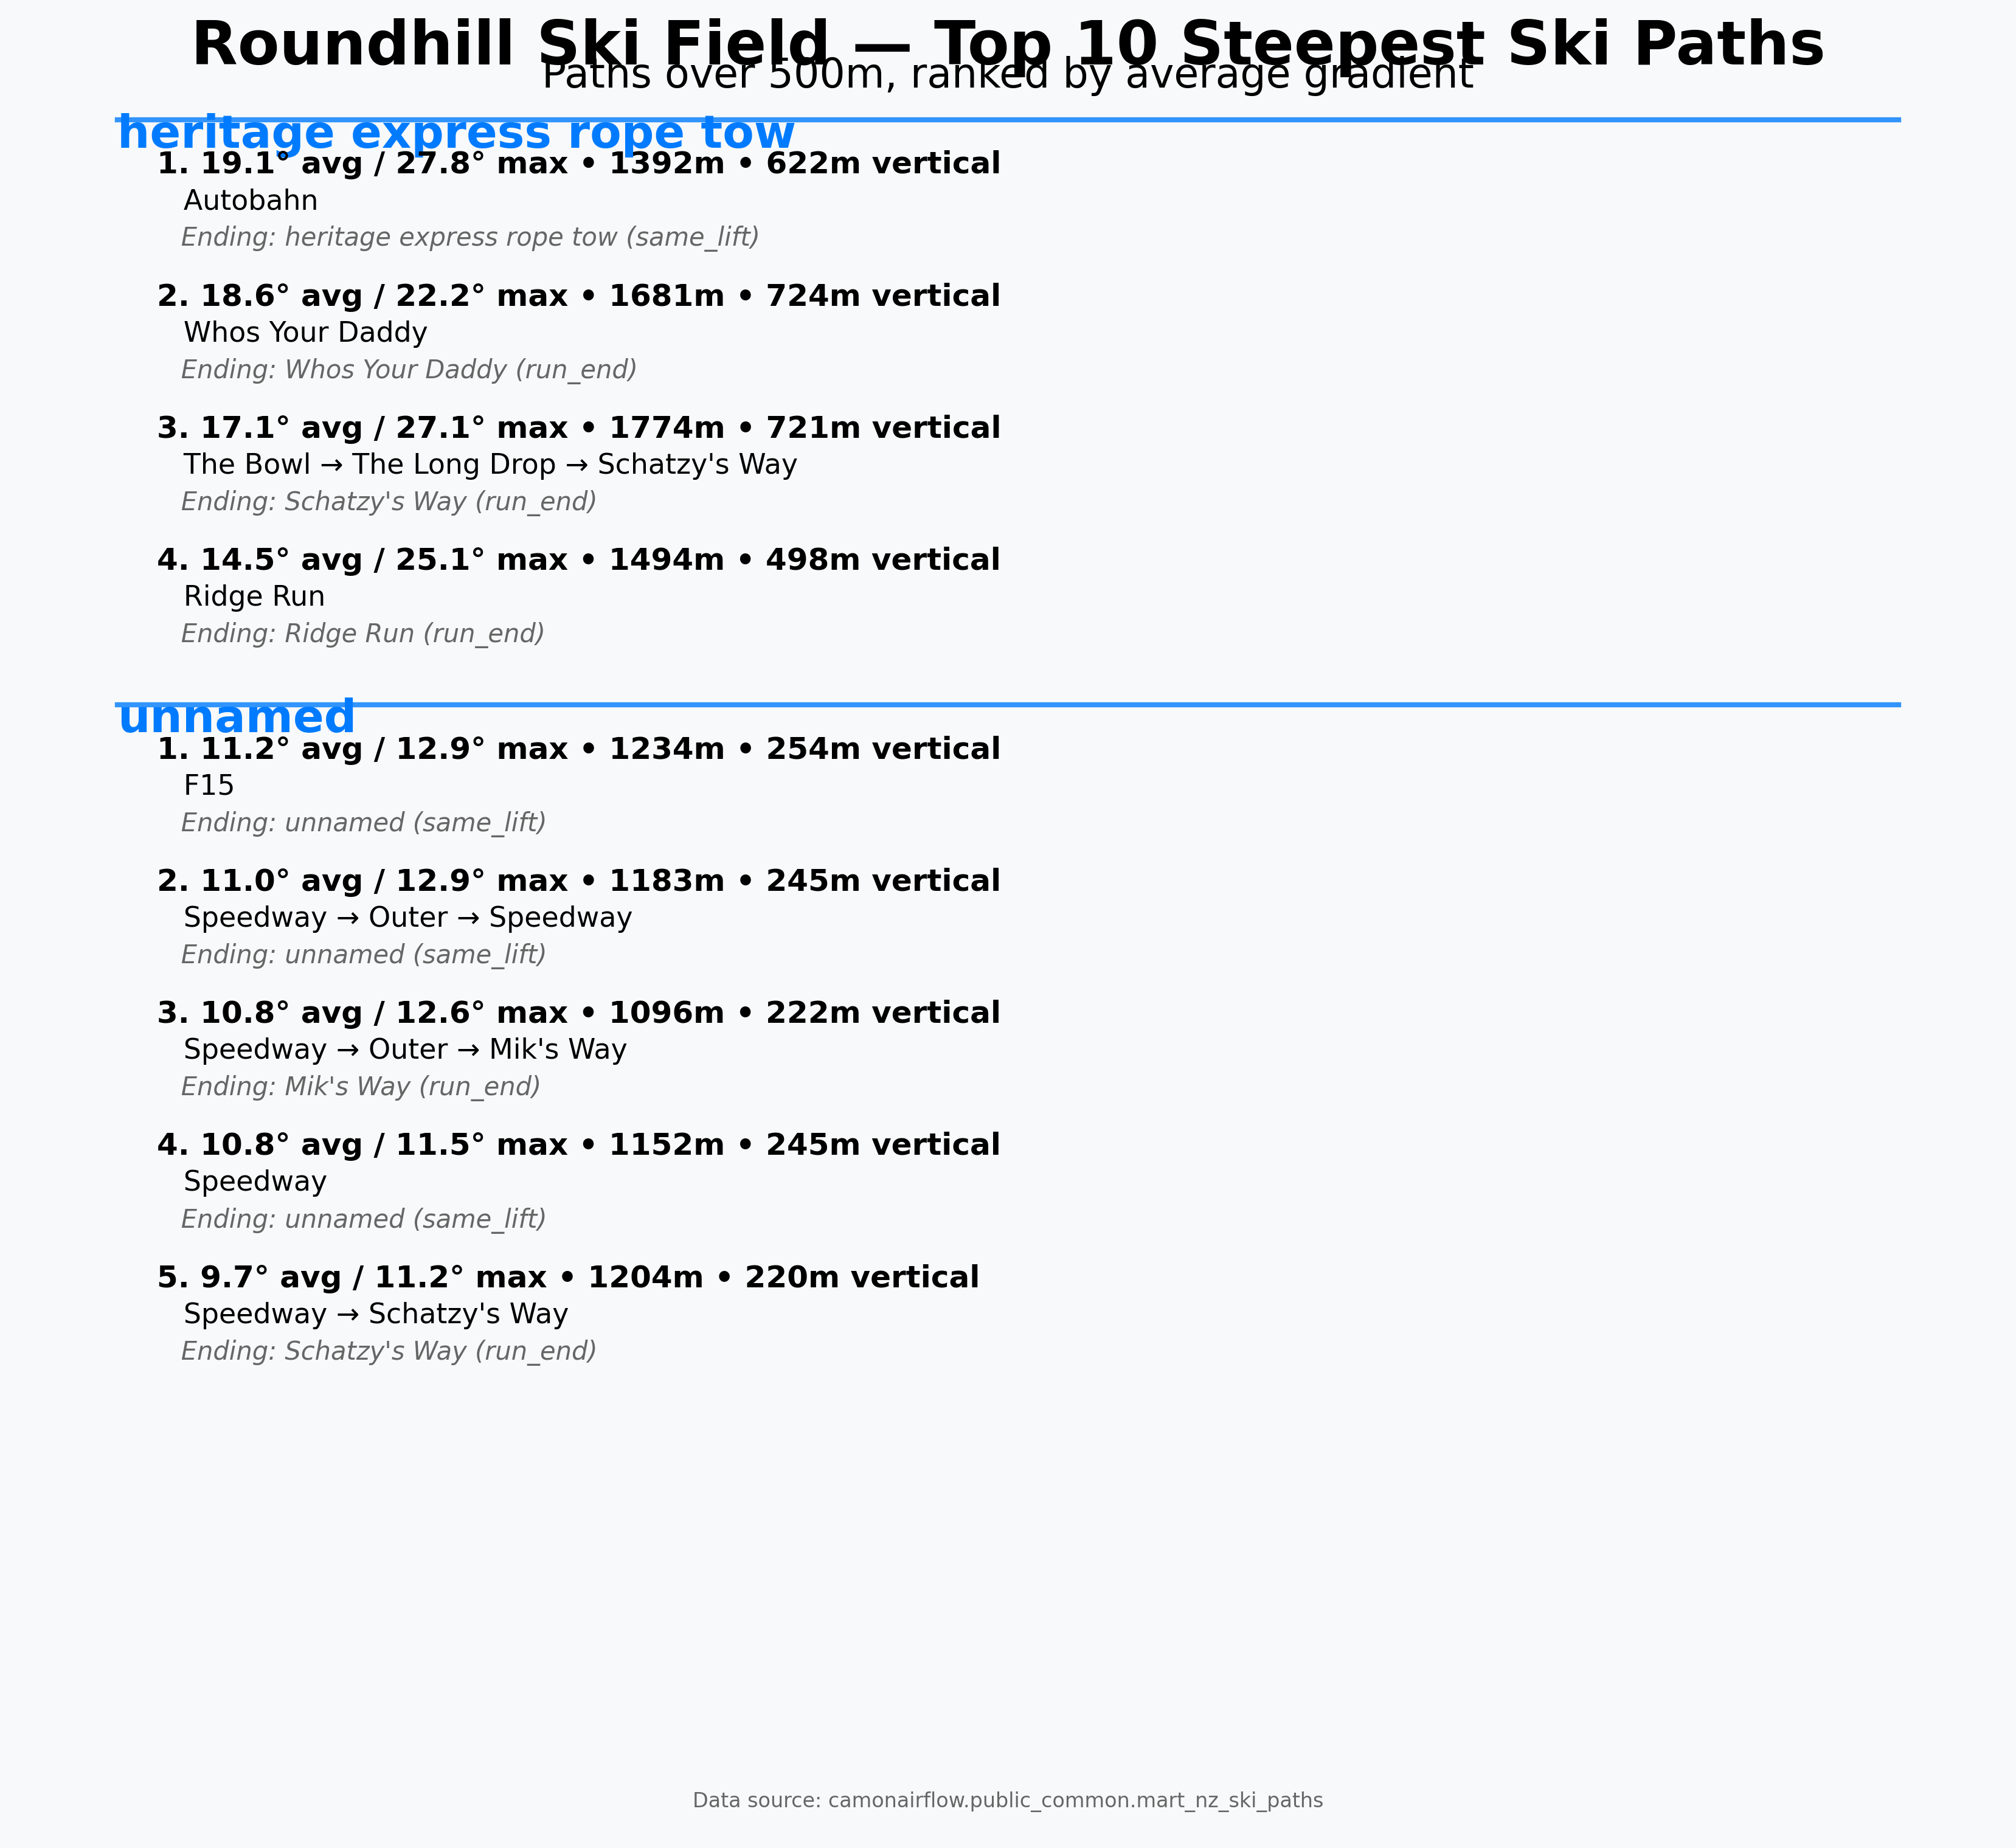 Roundhill Ski Field — Top 10 Steepest Ski Paths
Paths over 500m, ranked by average gradient
heritage express rope tow
1. 19.1° avg / 27.8° max • 1392m • 622m vertical
Autobahn
Ending: heritage express rope tow (same_lift)
2. 18.6° avg / 22.2° max • 1681m • 724m vertical
Whos Your Daddy
Ending: Whos Your Daddy (run_end)
3. 17.1° avg / 27.1° max • 1774m • 721m vertical
The Bowl → The Long Drop → Schatzy's Way
Ending: Schatzy's Way (run_end)
4. 14.5° avg / 25.1° max • 1494m • 498m vertical
Ridge Run
Ending: Ridge Run (run_end)
unnamed
1. 11.2° avg / 12.9° max • 1234m • 254m vertical
F15
Ending: unnamed (same_lift)
2. 11.0° avg / 12.9° max • 1183m • 245m vertical
Speedway → Outer → Speedway
Ending: unnamed (same_lift)
3. 10.8° avg / 12.6° max • 1096m • 222m vertical
Speedway → Outer → Mik's Way
Ending: Mik's Way (run_end)
4. 10.8° avg / 11.5° max • 1152m • 245m vertical
Speedway
Ending: unnamed (same_lift)
5. 9.7° avg / 11.2° max • 1204m • 220m vertical
Speedway → Schatzy's Way
Ending: Schatzy's Way (run_end)
Data source: camonairflow.public_common.mart_nz_ski_paths